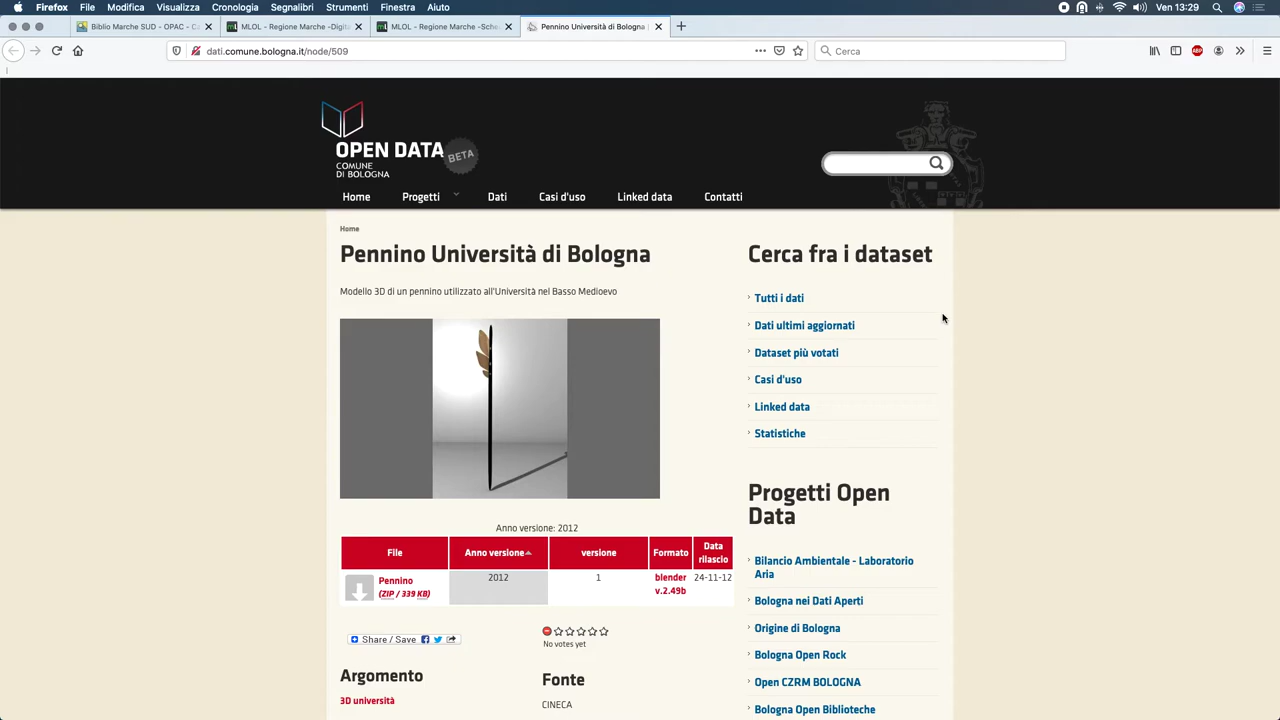 Firefox File Modifica Visualizza Cronologia Segnalibri Strumenti Finestra Aiuto Ven 13:29
Biblio Marche SUD - OPAC - C MLOL - Regione Marche -Digita MLOL - Regione Marche -Sche Pennino Università di Bologna
dati.comune.bologna.it/node/509 Cerca ABP
OPEN DATA BETA
COMUNE
DI BOLOGNA
Home Progetti Dati Casi d'uso Linked data Contatti
Home
Pennino Università di Bologna
Modello 3D di un pennino utilizzato all'Università nel Basso Medioevo
Anno versione: 2012
File Anno versione versione Formato Data rilascio
Pennino (ZIP / 339 KB) 2012 1 blender v.2.49b 24-11-12
Share / Save
No votes yet
Argomento
3D università
Fonte
CINECA
Cerca fra i dataset
Tutti i dati
Dati ultimi aggiornati
Dataset più votati
Casi d'uso
Linked data
Statistiche
Progetti Open
Data
Bilancio Ambientale - Laboratorio
Aria
Bologna nei Dati Aperti
Origine di Bologna
Bologna Open Rock
Open CZRM BOLOGNA
Bologna Open Biblioteche